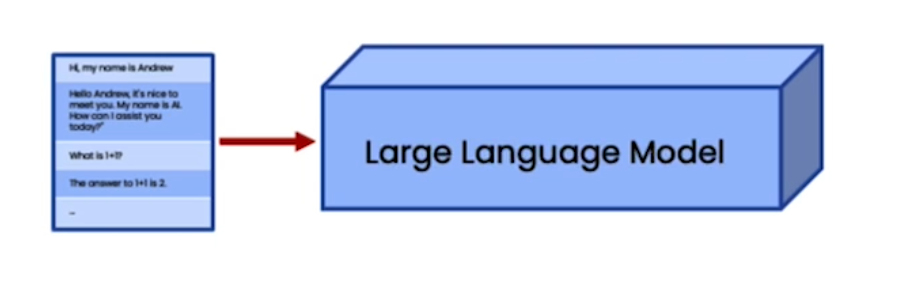 Hi, my name is Andrew
Hello Andrew, it's nice to
meet you. My name is AI.
How can I assist you
today?"
What is 1+1?
The answer to 1+1 is 2.
...
Large Language Model